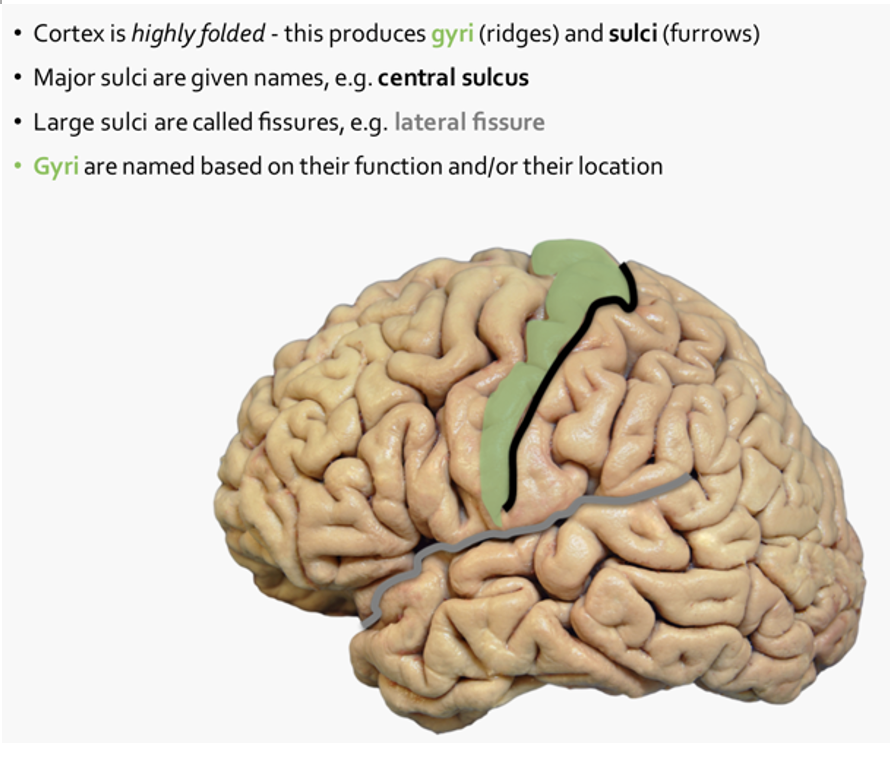 • Cortex is highly folded - this produces gyri (ridges) and sulci (furrows)
• Major sulci are given names, e.g. central sulcus
• Large sulci are called fissures, e.g. lateral fissure
• Gyri are named based on their function and/or their location